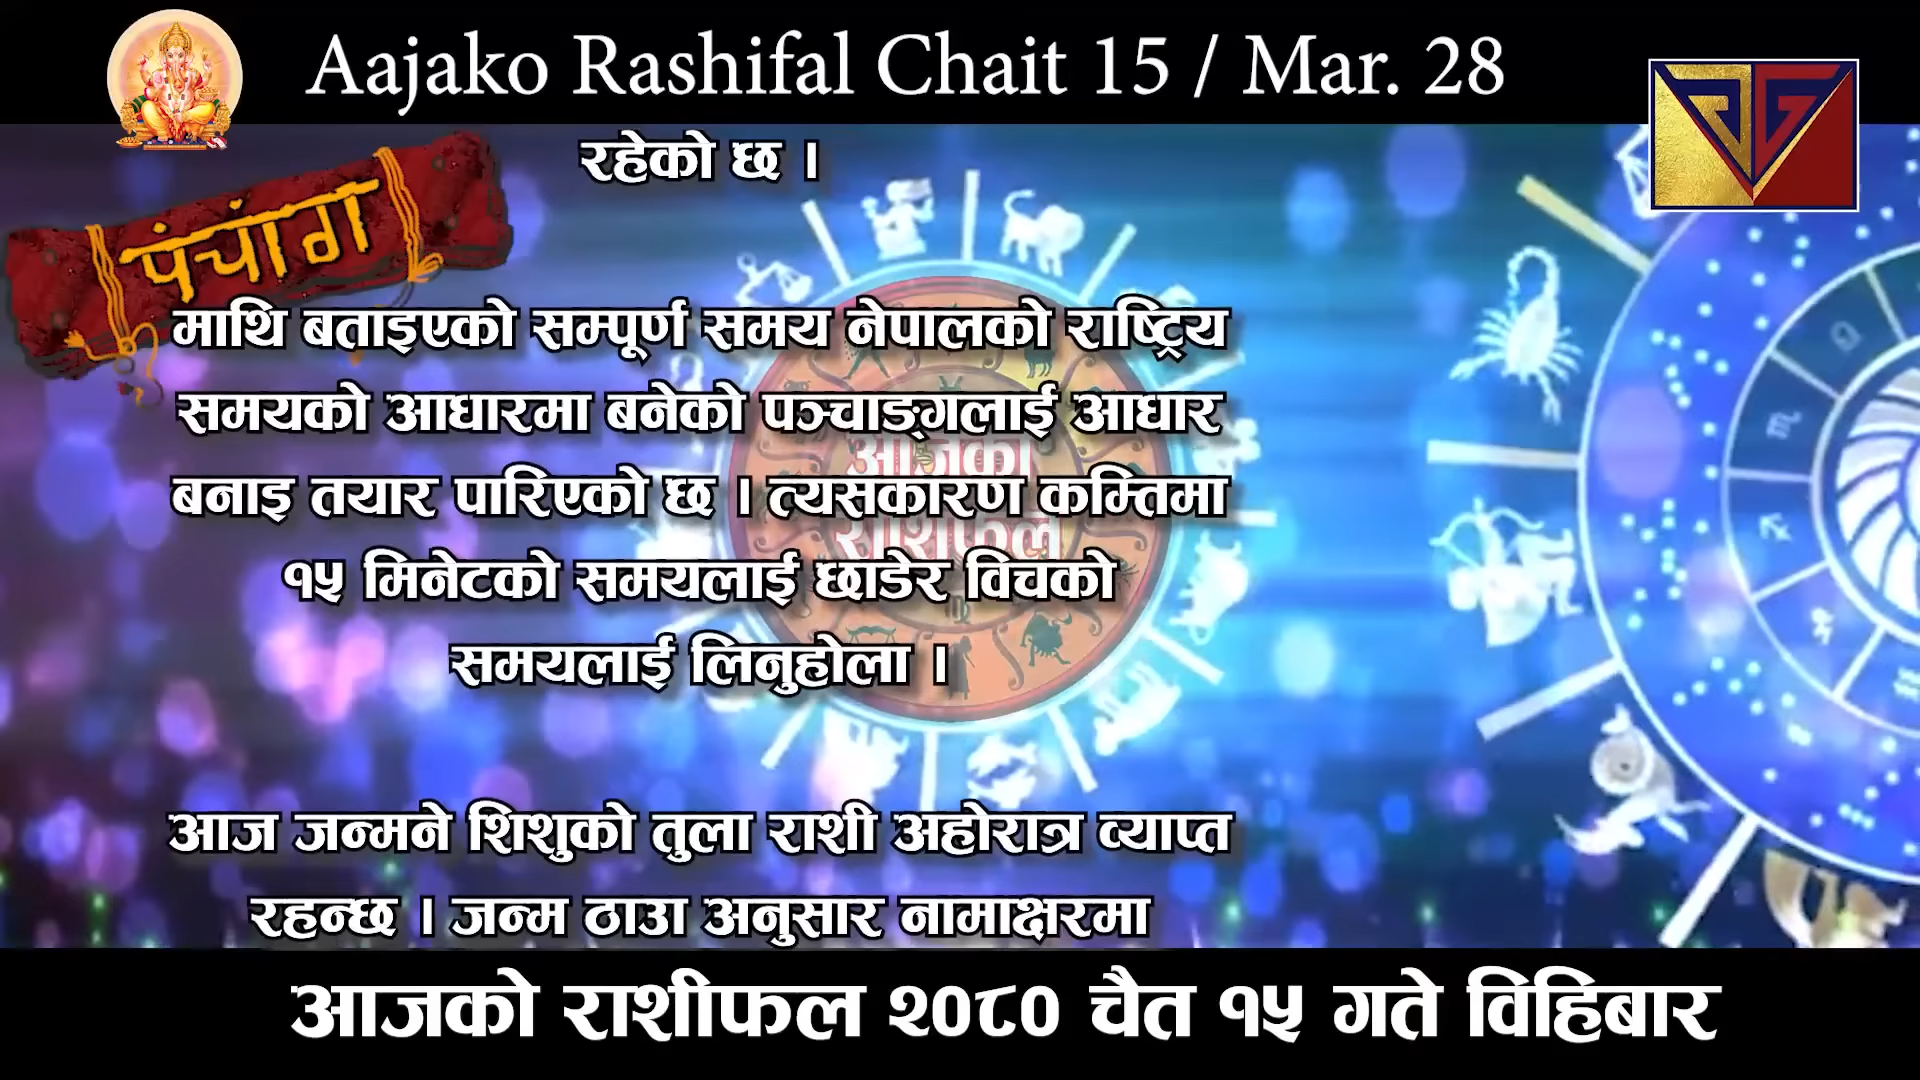 Aajako Rashifal Chait 15 / Mar. 28
रहेको छ ।
पंचांग
माथि बताइएको सम्पूर्ण समय नेपालको राष्ट्रिय
समयको आधारमा बनेको पञ्चाङ्गलाई आधार
बनाइ तयार पारिएको छ । त्यसकारण कम्तिमा
१५ मिनेटको समयलाई छाडेर विचको
समयलाई लिनुहोला ।
आजका
राशिफल
आज जन्मने शिशुको तुला राशी अहोरात्र व्याप्त
रहन्छ । जन्म ठाउा अनुसार नामाक्षरमा
आजको राशीफल २०८० चैत १५ गते विहिबार